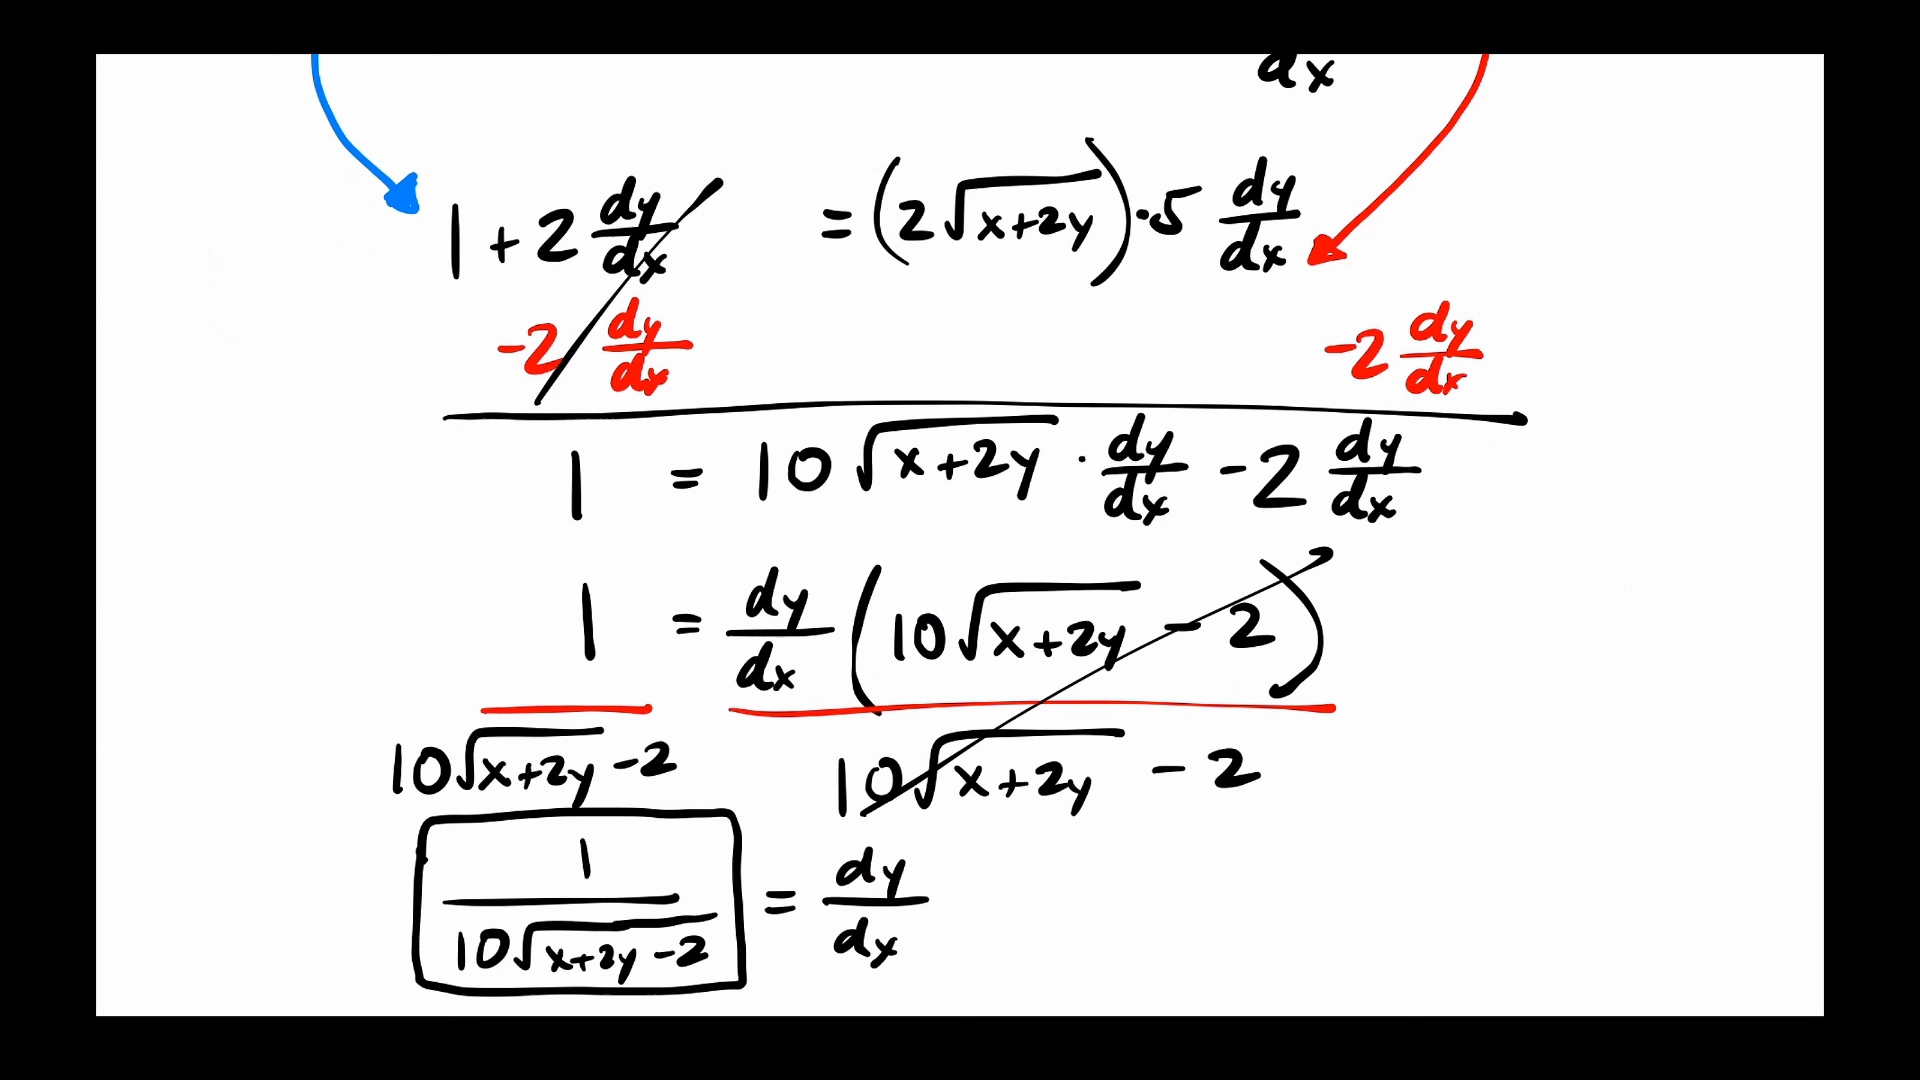 dx
1 + 2 dy/dx = (2√(x+2y)) · 5 dy/dx
-2 dy/dx -2 dy/dx
1 = 10√(x+2y) · dy/dx - 2 dy/dx
1 = dy/dx (10√(x+2y) - 2)
10√(x+2y) - 2 10√(x+2y) - 2
1/(10√(x+2y-2)) = dy/dx